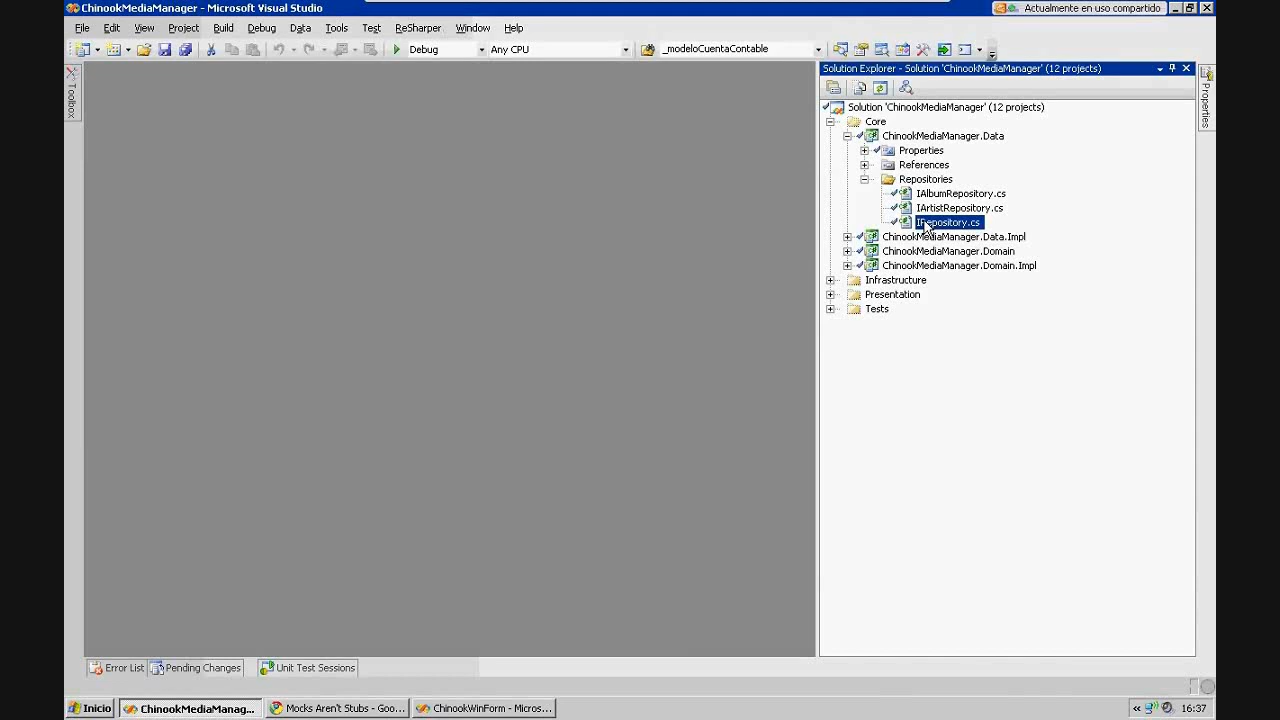 ChinookMediaManager - Microsoft Visual Studio
Actualmente en uso compartido
File Edit View Project Build Debug Data Tools Test ReSharper Window Help
Debug Any CPU _modeloCuentaContable
Toolbox
Solution Explorer - Solution 'ChinookMediaManager' (12 projects)
Properties
Solution 'ChinookMediaManager' (12 projects)
Core
ChinookMediaManager.Data
Properties
References
Repositories
IAlbumRepository.cs
IArtistRepository.cs
IRepository.cs
ChinookMediaManager.Data.Impl
ChinookMediaManager.Domain
ChinookMediaManager.Domain.Impl
Infrastructure
Presentation
Tests
Error List Pending Changes Unit Test Sessions
Inicio ChinookMediaManag... Mocks Aren't Stubs - Goo... ChinookWinForm - Micros... « 16:37